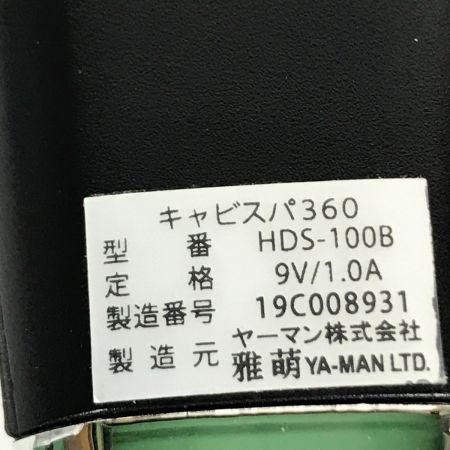 キャビスパ360
型番 HDS-100B
定格 9V/1.0A
製造番号 19C008931
製造元 ヤーマン株式会社
雅萌 YA-MAN LTD.